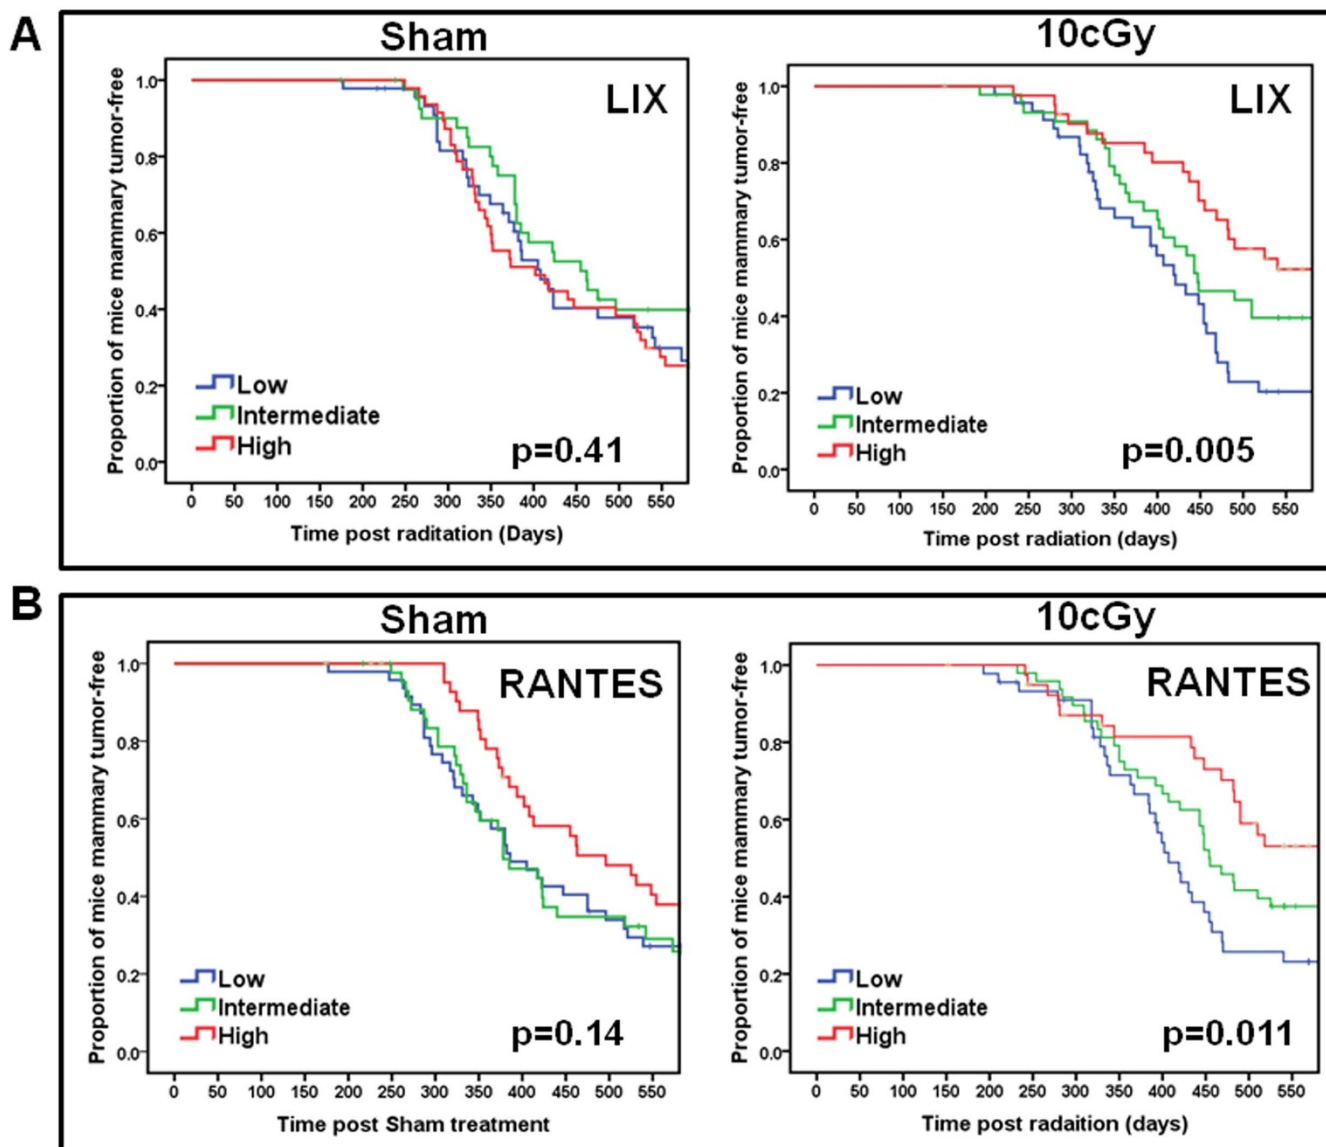 A
Sham
10cGy
Proportion of mice mammary tumor-free
1.0
0.8
0.6
0.4
0.2
0.0
LIX
Low
Intermediate
High
p=0.41
0 50 100 150 200 250 300 350 400 450 500 550
Time post raditation (Days)
Proportion of mice mammary tumor-free
1.0
0.8
0.6
0.4
0.2
0.0
LIX
Low
Intermediate
High
p=0.005
0 50 100 150 200 250 300 350 400 450 500 550
Time post radiation (days)
B
Sham
10cGy
Proportion of mice mammary tumor-free
1.0
0.8
0.6
0.4
0.2
0.0
RANTES
Low
Intermediate
High
p=0.14
0 50 100 150 200 250 300 350 400 450 500 550
Time post Sham treatment
Proportion of mice mammary tumor-free
1.0
0.8
0.6
0.4
0.2
0.0
RANTES
Low
Intermediate
High
p=0.011
0 50 100 150 200 250 300 350 400 450 500 550
Time post radaition (days)